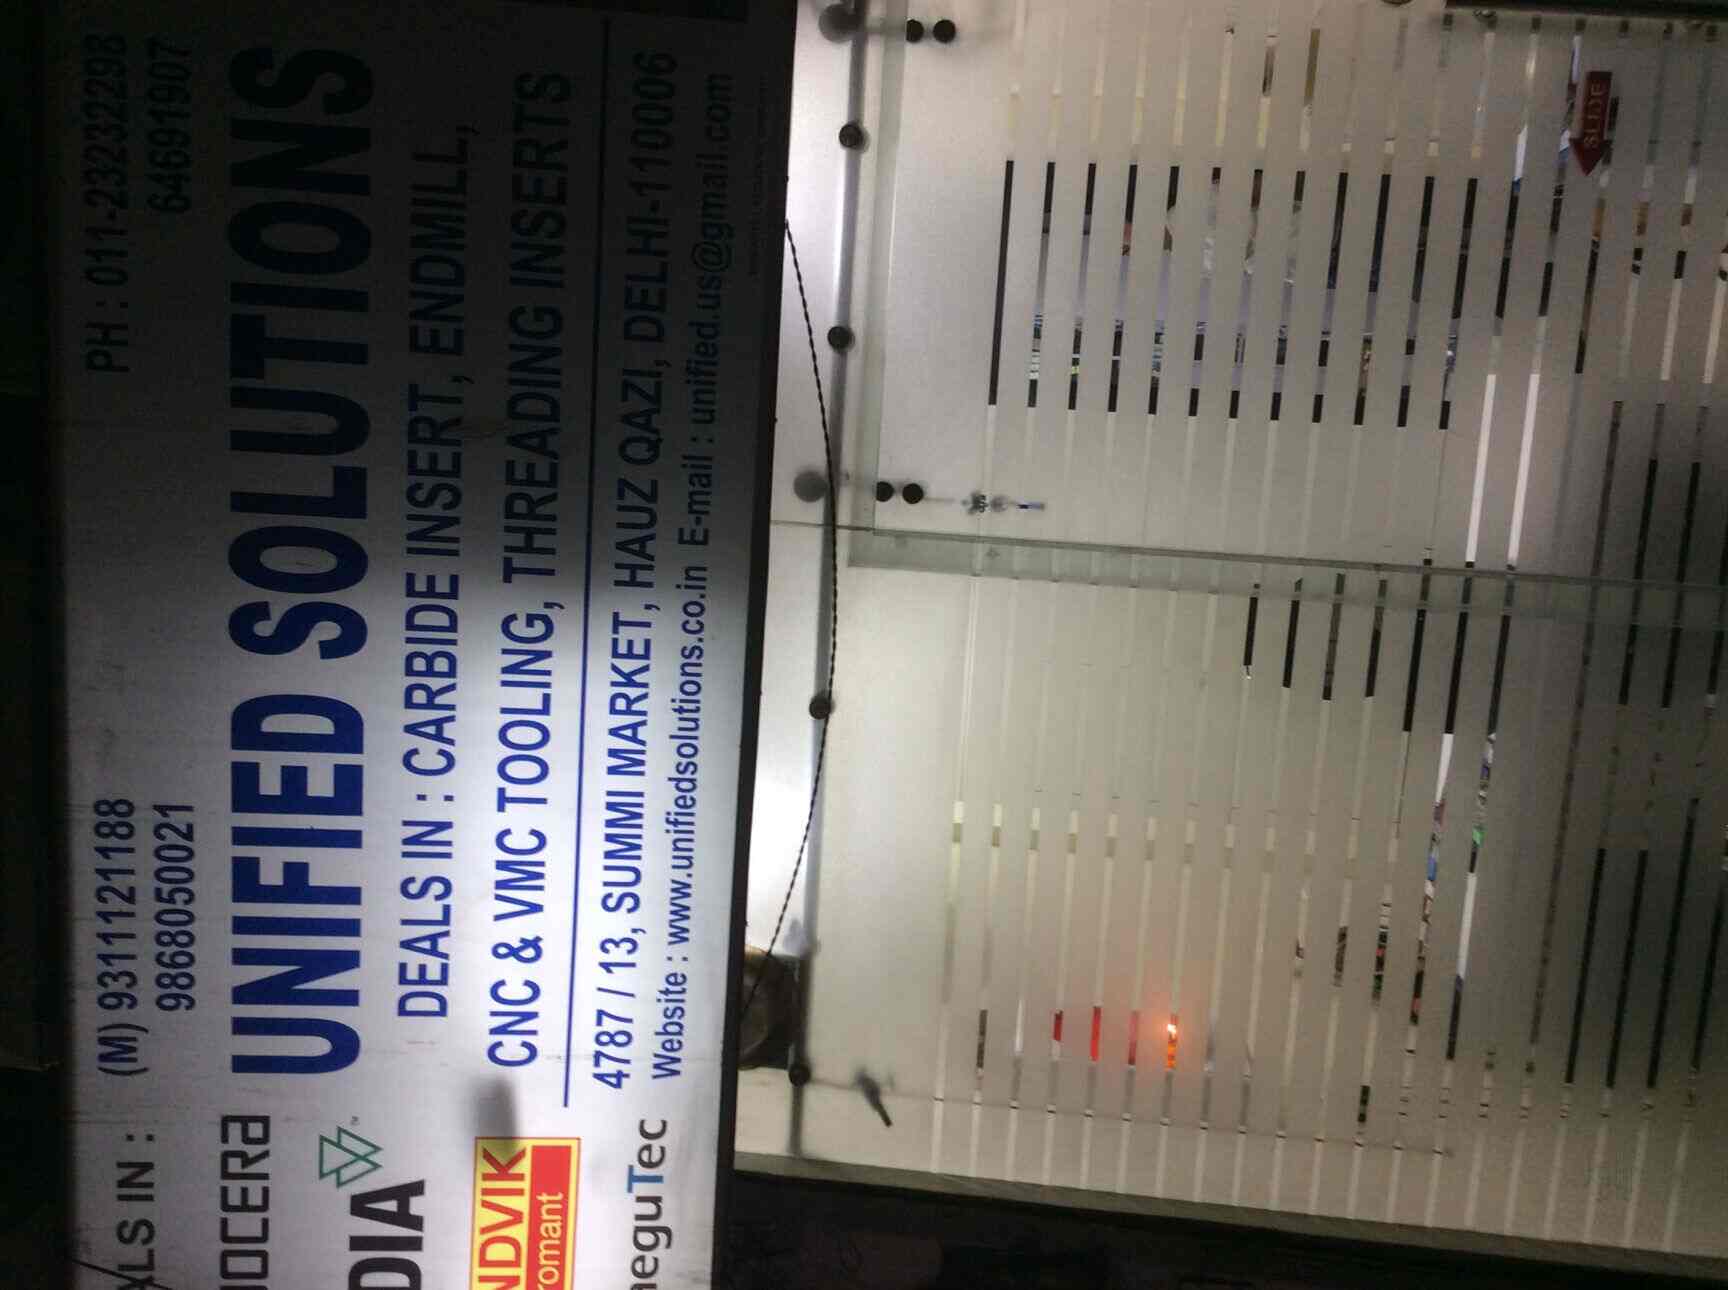 ALS IN :
OCERA
DIA
NDVIK
romant
neguTec
(M) 9311121188
9868050021
PH : 011-23232298
64691907
UNIFIED SOLUTIONS
DEALS IN : CARBIDE INSERT, ENDMILL,
CNC & VMC TOOLING, THREADING INSERTS
4787 / 13, SUMMI MARKET, HAUZ QAZI, DELHI-110006
Website : www.unifiedsolutions.co.in E-mail : unified.us@gmail.com
SLIDE